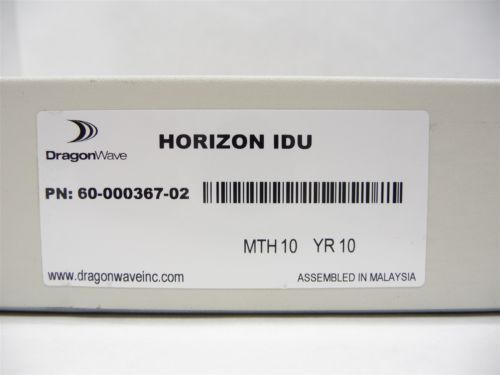 DragonWave
HORIZON IDU
PN: 60-000367-02
MTH 10 YR 10
www.dragonwaveinc.com
ASSEMBLED IN MALAYSIA